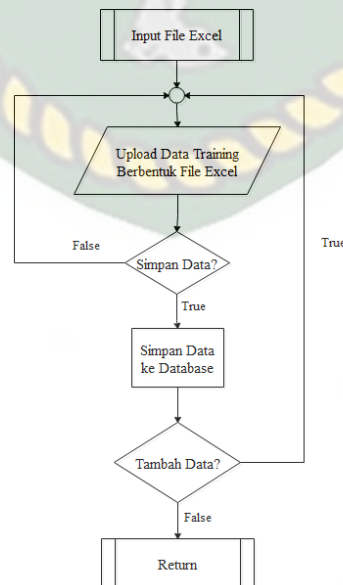 Input File Excel
Upload Data Training
Berbentuk File Excel
False
Simpan Data?
True
True
Simpan Data
ke Database
Tambah Data?
False
Return